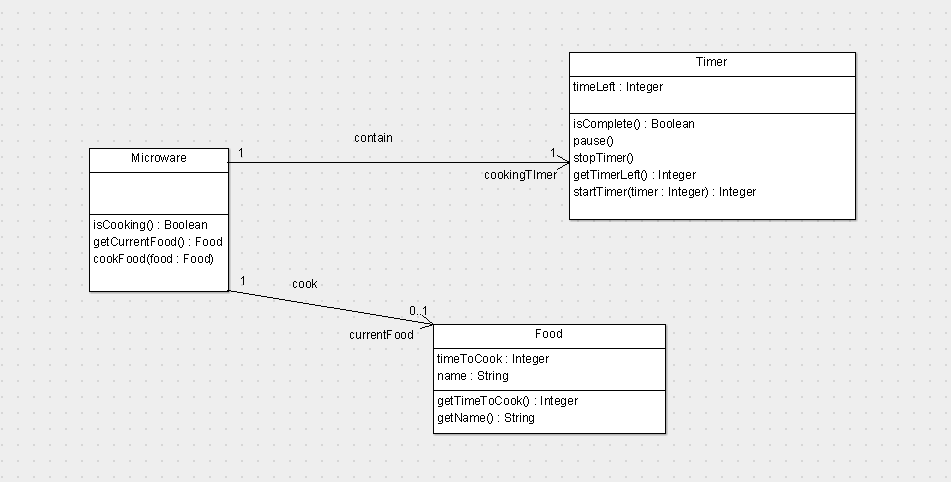 Timer
timeLeft : Integer
isComplete() : Boolean
pause()
stopTimer()
getTimerLeft() : Integer
startTimer(timer : Integer) : Integer
contain
1
1
cookingTImer
Microware
isCooking() : Boolean
getCurrentFood() : Food
cookFood(food : Food)
1
cook
0..1
currentFood
Food
timeToCook : Integer
name : String
getTimeToCook() : Integer
getName() : String